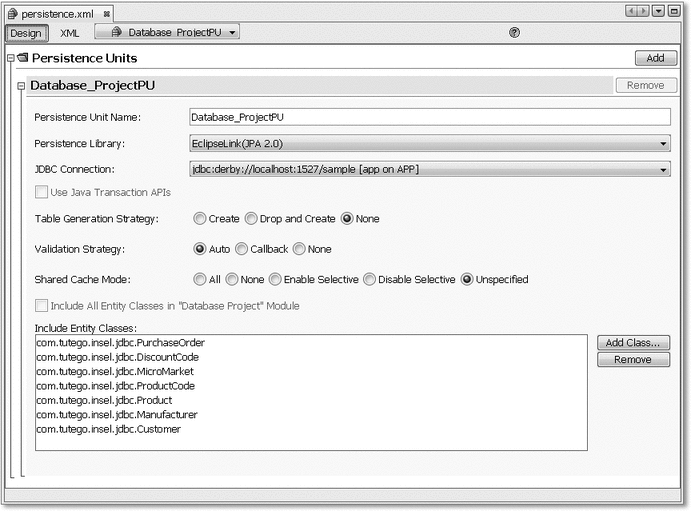 persistence.xml
Design XML Database ProjectPU
Persistence Units Add
Database_ProjectPU Remove
Persistence Unit Name: Database_ProjectPU
Persistence Library: EclipseLink(JPA 2.0)
JDBC Connection: jdbc:derby://localhost:1527/sample [app on APP]
Use Java Transaction APIs
Table Generation Strategy: Create Drop and Create None
Validation Strategy: Auto Callback None
Shared Cache Mode: All None Enable Selective Disable Selective Unspecified
Include All Entity Classes in "Database Project" Module
Include Entity Classes:
com.tutego.insel.jdbc.PurchaseOrder Add Class...
com.tutego.insel.jdbc.DiscountCode Remove
com.tutego.insel.jdbc.MicroMarket
com.tutego.insel.jdbc.ProductCode
com.tutego.insel.jdbc.Product
com.tutego.insel.jdbc.Manufacturer
com.tutego.insel.jdbc.Customer